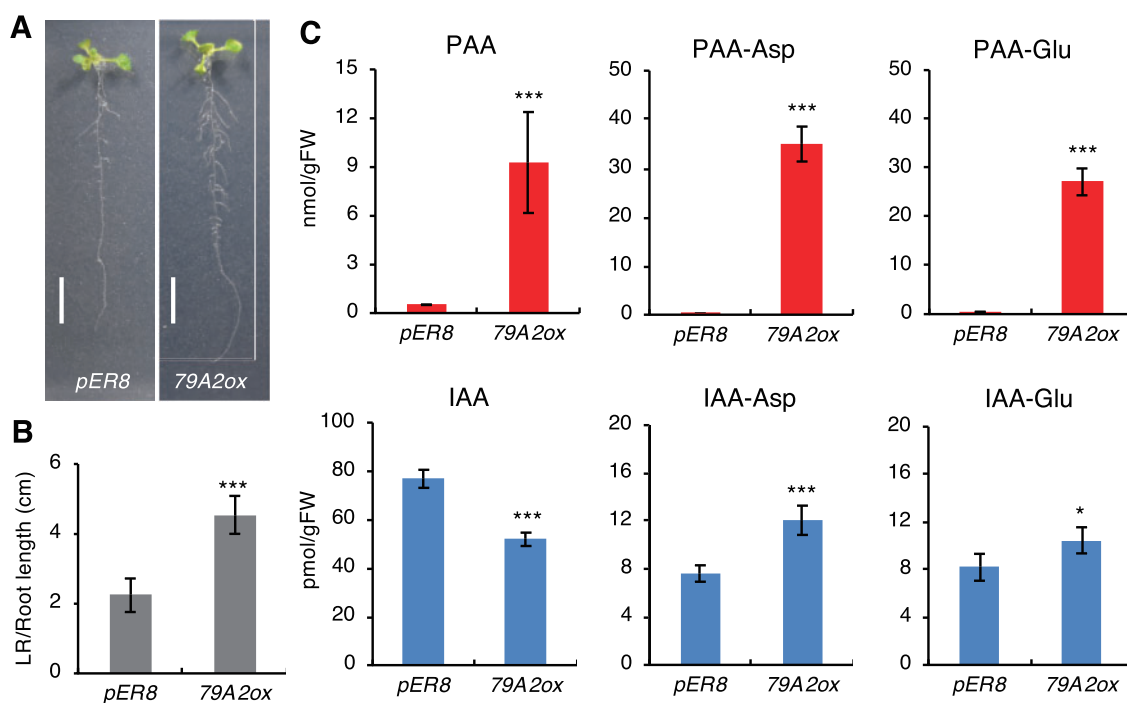 A
pER8
79A2ox
B
LR/Root length (cm)
6
4
2
0
***
pER8
79A2ox
C
PAA
nmol/gFW
15
12
9
6
3
0
***
pER8
79A2ox
PAA-Asp
50
40
30
20
10
0
***
pER8
79A2ox
PAA-Glu
50
40
30
20
10
0
***
pER8
79A2ox
IAA
pmol/gFW
100
80
60
40
20
0
***
pER8
79A2ox
IAA-Asp
20
16
12
8
4
0
***
pER8
79A2ox
IAA-Glu
20
16
12
8
4
0
*
pER8
79A2ox